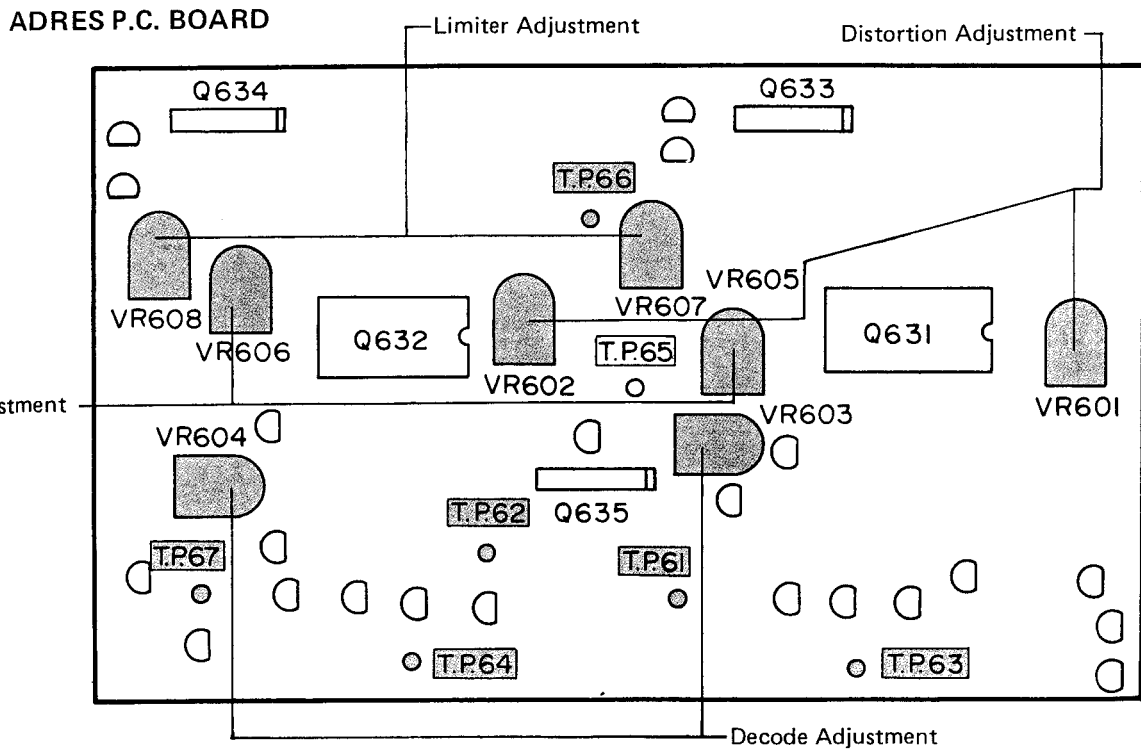 ADRES P.C. BOARD
Limiter Adjustment
Distortion Adjustment
Q634
Q633
T.P.66
VR605
VR608
VR606
Q632
VR607
Q631
T.P.65
VR602
VR601
stment
VR604
VR603
T.P.62
Q635
T.P.67
T.P.61
T.P.64
T.P.63
Decode Adjustment